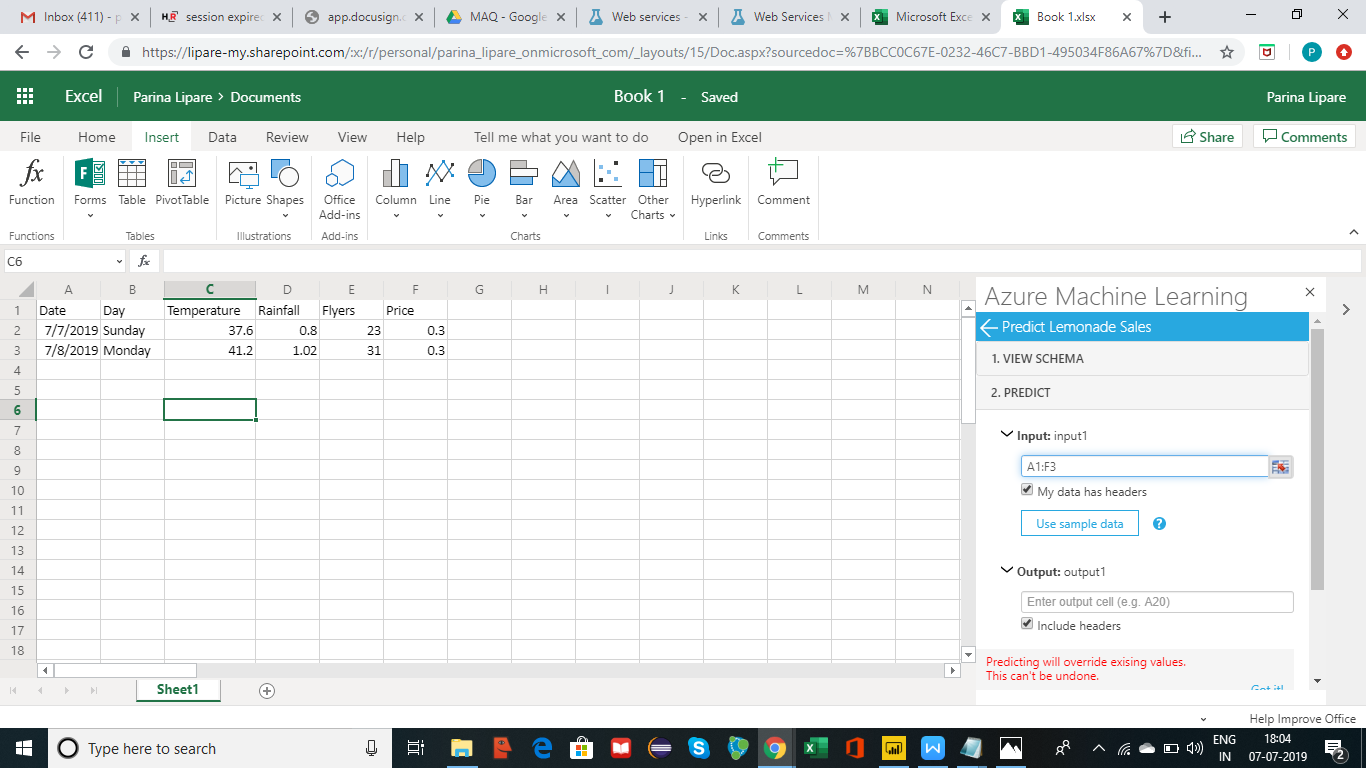 Inbox (411) - p
H/R session expired
app.docusign.c
MAQ - Google
Web services -
Web Services
Microsoft Exce
Book 1.xlsx
https://lipare-my.sharepoint.com/:x:/r/personal/parina_lipare_onmicrosoft_com/_layouts/15/Doc.aspx?sourcedoc=%7BBCC0C67E-0232-46C7-BBD1-495034F86A67%7D&fi...
P
Excel Parina Lipare > Documents Book 1 - Saved Parina Lipare
File Home Insert Data Review View Help Tell me what you want to do Open in Excel Share Comments
fx
Function Forms Table PivotTable Picture Shapes Office Add-ins Column Line Pie Bar Area Scatter Other Charts Hyperlink Comment
Functions Tables Illustrations Add-ins Charts Links Comments
C6 fx
A B C D E F G H I J K L M N
1 Date Day Temperature Rainfall Flyers Price
2 7/7/2019 Sunday 37.6 0.8 23 0.3
3 7/8/2019 Monday 41.2 1.02 31 0.3
4
5
6
7
8
9
10
11
12
13
14
15
16
17
18
Azure Machine Learning
Predict Lemonade Sales
1. VIEW SCHEMA
2. PREDICT
Input: input1
A1:F3
My data has headers
Use sample data ?
Output: output1
Enter output cell (e.g. A20)
Include headers
Predicting will override exising values.
This can't be undone.
Got it!
Sheet1
Help Improve Office
Type here to search
ENG
IN
18:04
07-07-2019
2